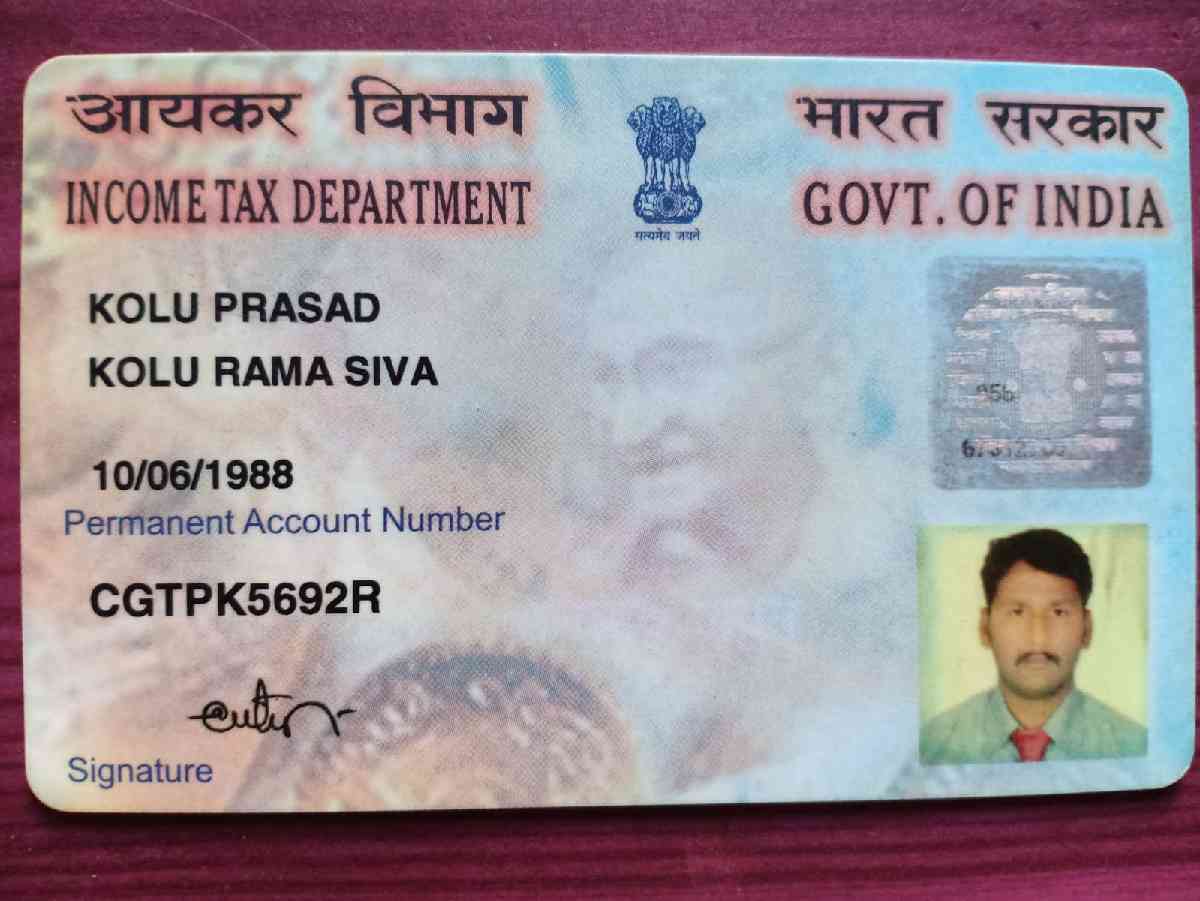 आयकर विभाग
INCOME TAX DEPARTMENT
सत्यमेव जयते
भारत सरकार
GOVT. OF INDIA
KOLU PRASAD
KOLU RAMA SIVA
10/06/1988
Permanent Account Number
CGTPK5692R
Signature